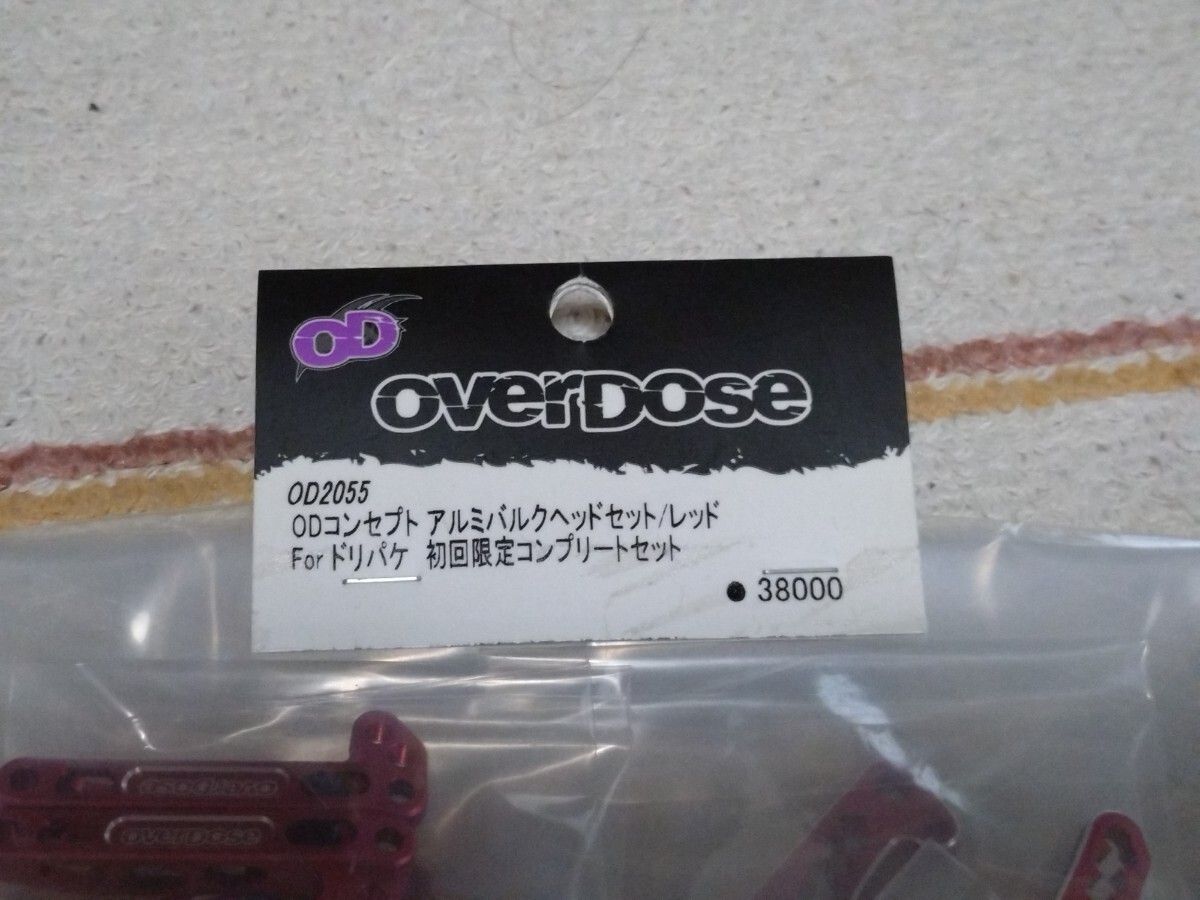 OD
overDose
OD2055
ODコンセプト アルミバルクヘッドセット/レッド
For ドリパケ 初回限定コンプリートセット
● 38000
overDose
overDose